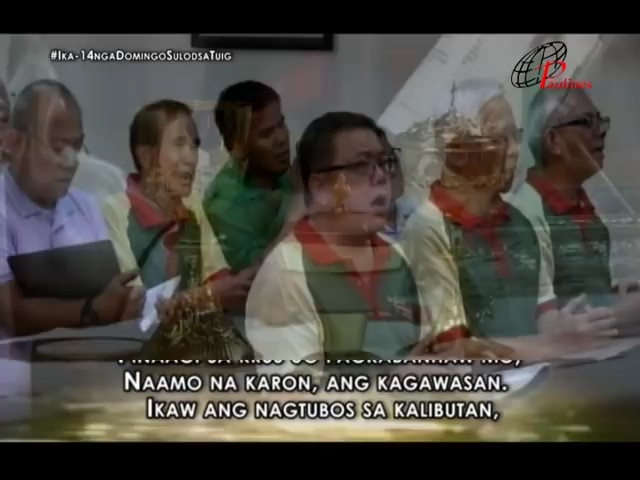 #Ika-14ngaDomingoSulodsaTuig
Paulines
NAAMO NA KARON, ANG KAGAWASAN.
IKAW ANG NAGTUBOS SA KALIBUTAN,